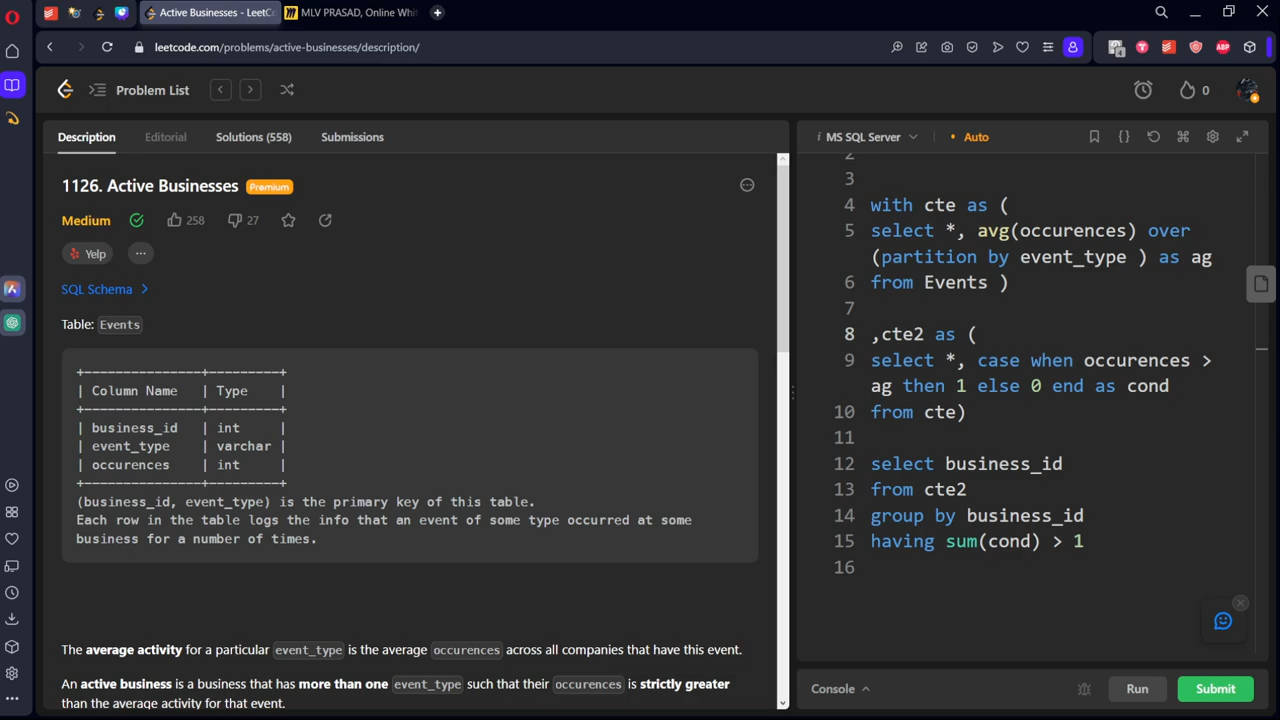 Active Businesses - LeetCo
MLV PRASAD, Online Whit
leetcode.com/problems/active-businesses/description/
4
ABP
Problem List
0
Description
Editorial
Solutions (558)
Submissions
i MS SQL Server
• Auto
1126. Active Businesses
Premium
Medium
258
27
Yelp
...
SQL Schema >
Table: Events
+---------------+---------+
| Column Name | Type |
+---------------+---------+
| business_id | int |
| event_type | varchar |
| occurences | int |
+---------------+---------+
(business_id, event_type) is the primary key of this table.
Each row in the table logs the info that an event of some type occurred at some
business for a number of times.
The average activity for a particular event_type is the average occurences across all companies that have this event.
An active business is a business that has more than one event_type such that their occurences is strictly greater
than the average activity for that event.
2
3
4 with cte as (
5 select *, avg(occurences) over
(partition by event_type ) as ag
6 from Events )
7
8 ,cte2 as (
9 select *, case when occurences >
ag then 1 else 0 end as cond
10 from cte)
11
12 select business_id
13 from cte2
14 group by business_id
15 having sum(cond) > 1
16
Console
Run
Submit